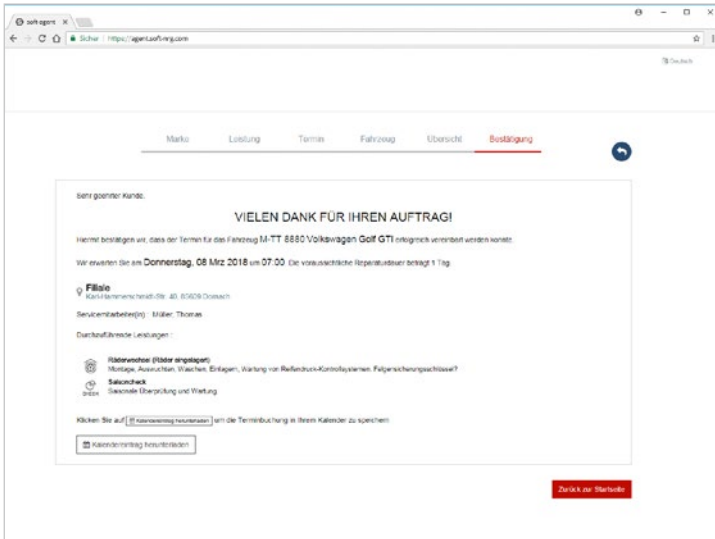 soft-agent
Sicher | https://agent.soft-nrg.com
Deutsch
Marke Leistung Termin Fahrzeug Übersicht Bestätigung
Sehr geehrter Kunde,
VIELEN DANK FÜR IHREN AUFTRAG!
Hiermit bestätigen wir, dass der Termin für das Fahrzeug M-TT 8880 Volkswagen Golf GTI erfolgreich vereinbart werden konnte.
Wir erwarten Sie am Donnerstag, 08 Mrz 2018 um 07:00. Die voraussichtliche Reparaturdauer beträgt 1 Tag.
Filiale
Karl-Hammerschmidt-Str. 40, 85609 Dornach
Servicemitarbeiter(in) : Müller, Thomas
Durchzuführende Leistungen :
Räderwechsel (Räder eingelagert)
Montage, Auswuchten, Waschen, Einlagern, Wartung von Reifendruck-Kontrollsystemen. Felgensicherungsschlüssel?
Saisoncheck
Saisonale Überprüfung und Wartung
CHECK
Klicken Sie auf Kalendereintrag herunterladen um die Terminbuchung in Ihrem Kalender zu speichern
Kalendereintrag herunterladen
Zurück zur Startseite